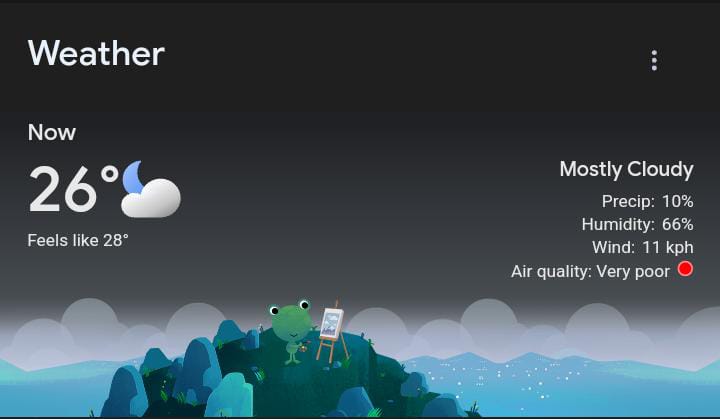 Weather
Now
26°
Feels like 28°
Mostly Cloudy
Precip: 10%
Humidity: 66%
Wind: 11 kph
Air quality: Very poor